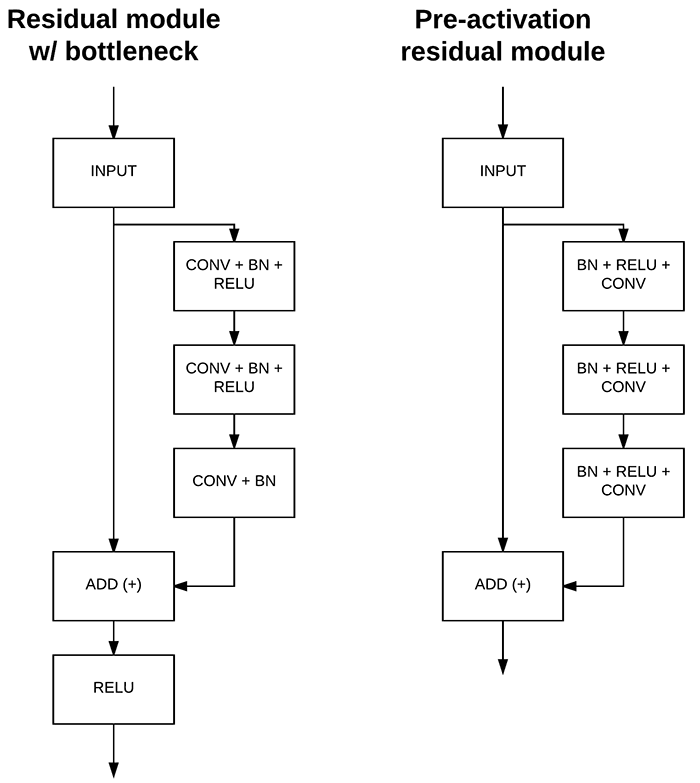 Residual module
w/ bottleneck
INPUT
CONV + BN +
RELU
CONV + BN +
RELU
CONV + BN
ADD (+)
RELU
Pre-activation
residual module
INPUT
BN + RELU +
CONV
BN + RELU +
CONV
BN + RELU +
CONV
ADD (+)